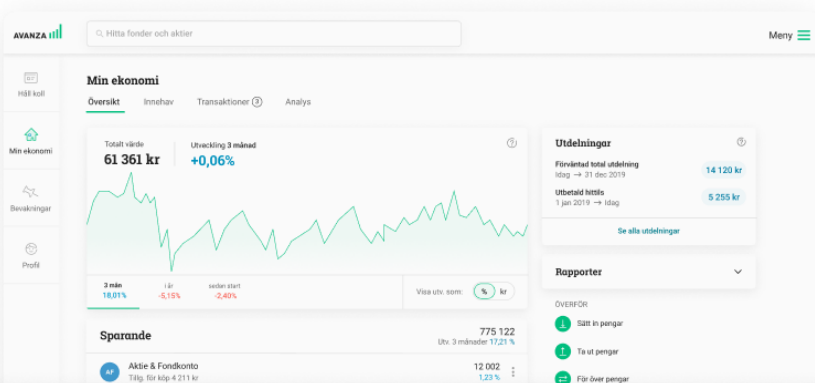 AVANZA
Hitta fonder och aktier
Meny
Håll koll
Min ekonomi
Bevakningar
Profil
Min ekonomi
Översikt Innehav Transaktioner 3 Analys
Totalt värde
61 361 kr
Utveckling 3 månad
+0,06%
?
3 mån
18,01%
i år
-5,15%
sedan start
-2,40%
Visa utv. som: % kr
Sparande
775 122
Utv. 3 månader 17,21 %
AF
Aktie & Fondkonto
Tillg. för köp 4 211 kr
12 002
1,23 %
Utdelningar
?
Förväntad total utdelning
Idag → 31 dec 2019
14 120 kr
Utbetald hittils
1 jan 2019 → Idag
5 255 kr
Se alla utdelningar
Rapporter
ÖVERFÖR
Sätt in pengar
Ta ut pengar
För över pengar